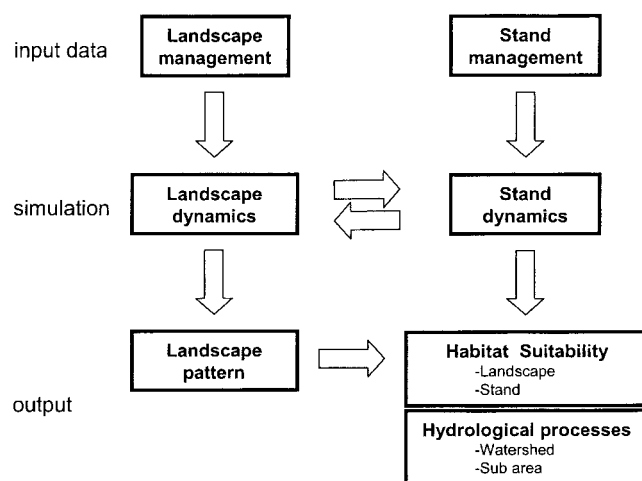 input data
Landscape
management
Stand
management
simulation
Landscape
dynamics
Stand
dynamics
output
Landscape
pattern
Habitat Suitability
-Landscape
-Stand
Hydrological processes
-Watershed
-Sub area